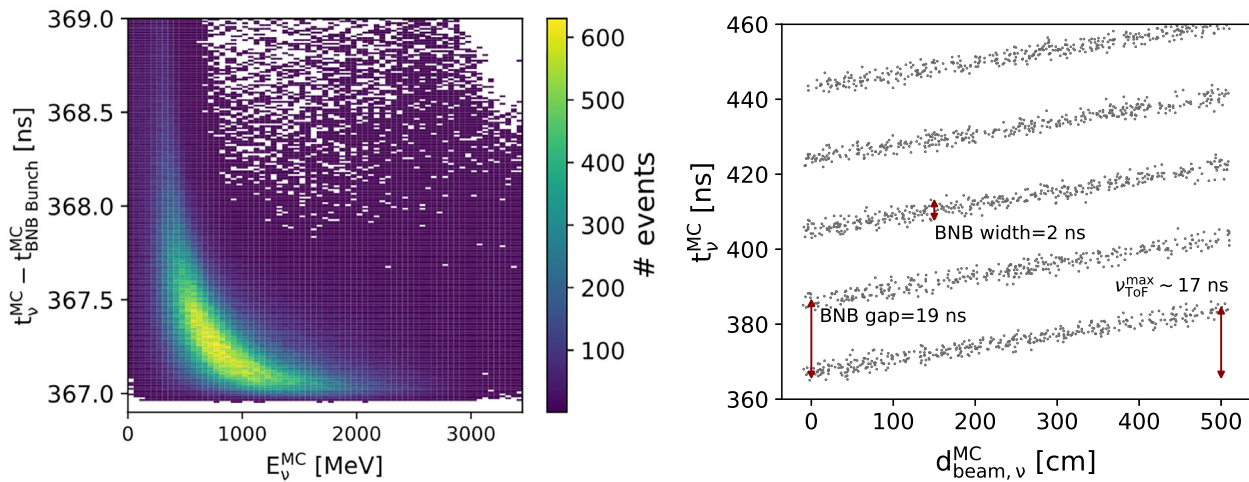 369.0
368.5
368.0
367.5
367.0
t_ν^MC − t_BNB Bunch^MC [ns]
0 1000 2000 3000
E_ν^MC [MeV]
600
500
400
300
200
100
# events
460
440
420
400
380
360
t_ν^MC [ns]
BNB width=2 ns
ν_ToF^max ~ 17 ns
BNB gap=19 ns
0 100 200 300 400 500
d_beam, ν^MC [cm]